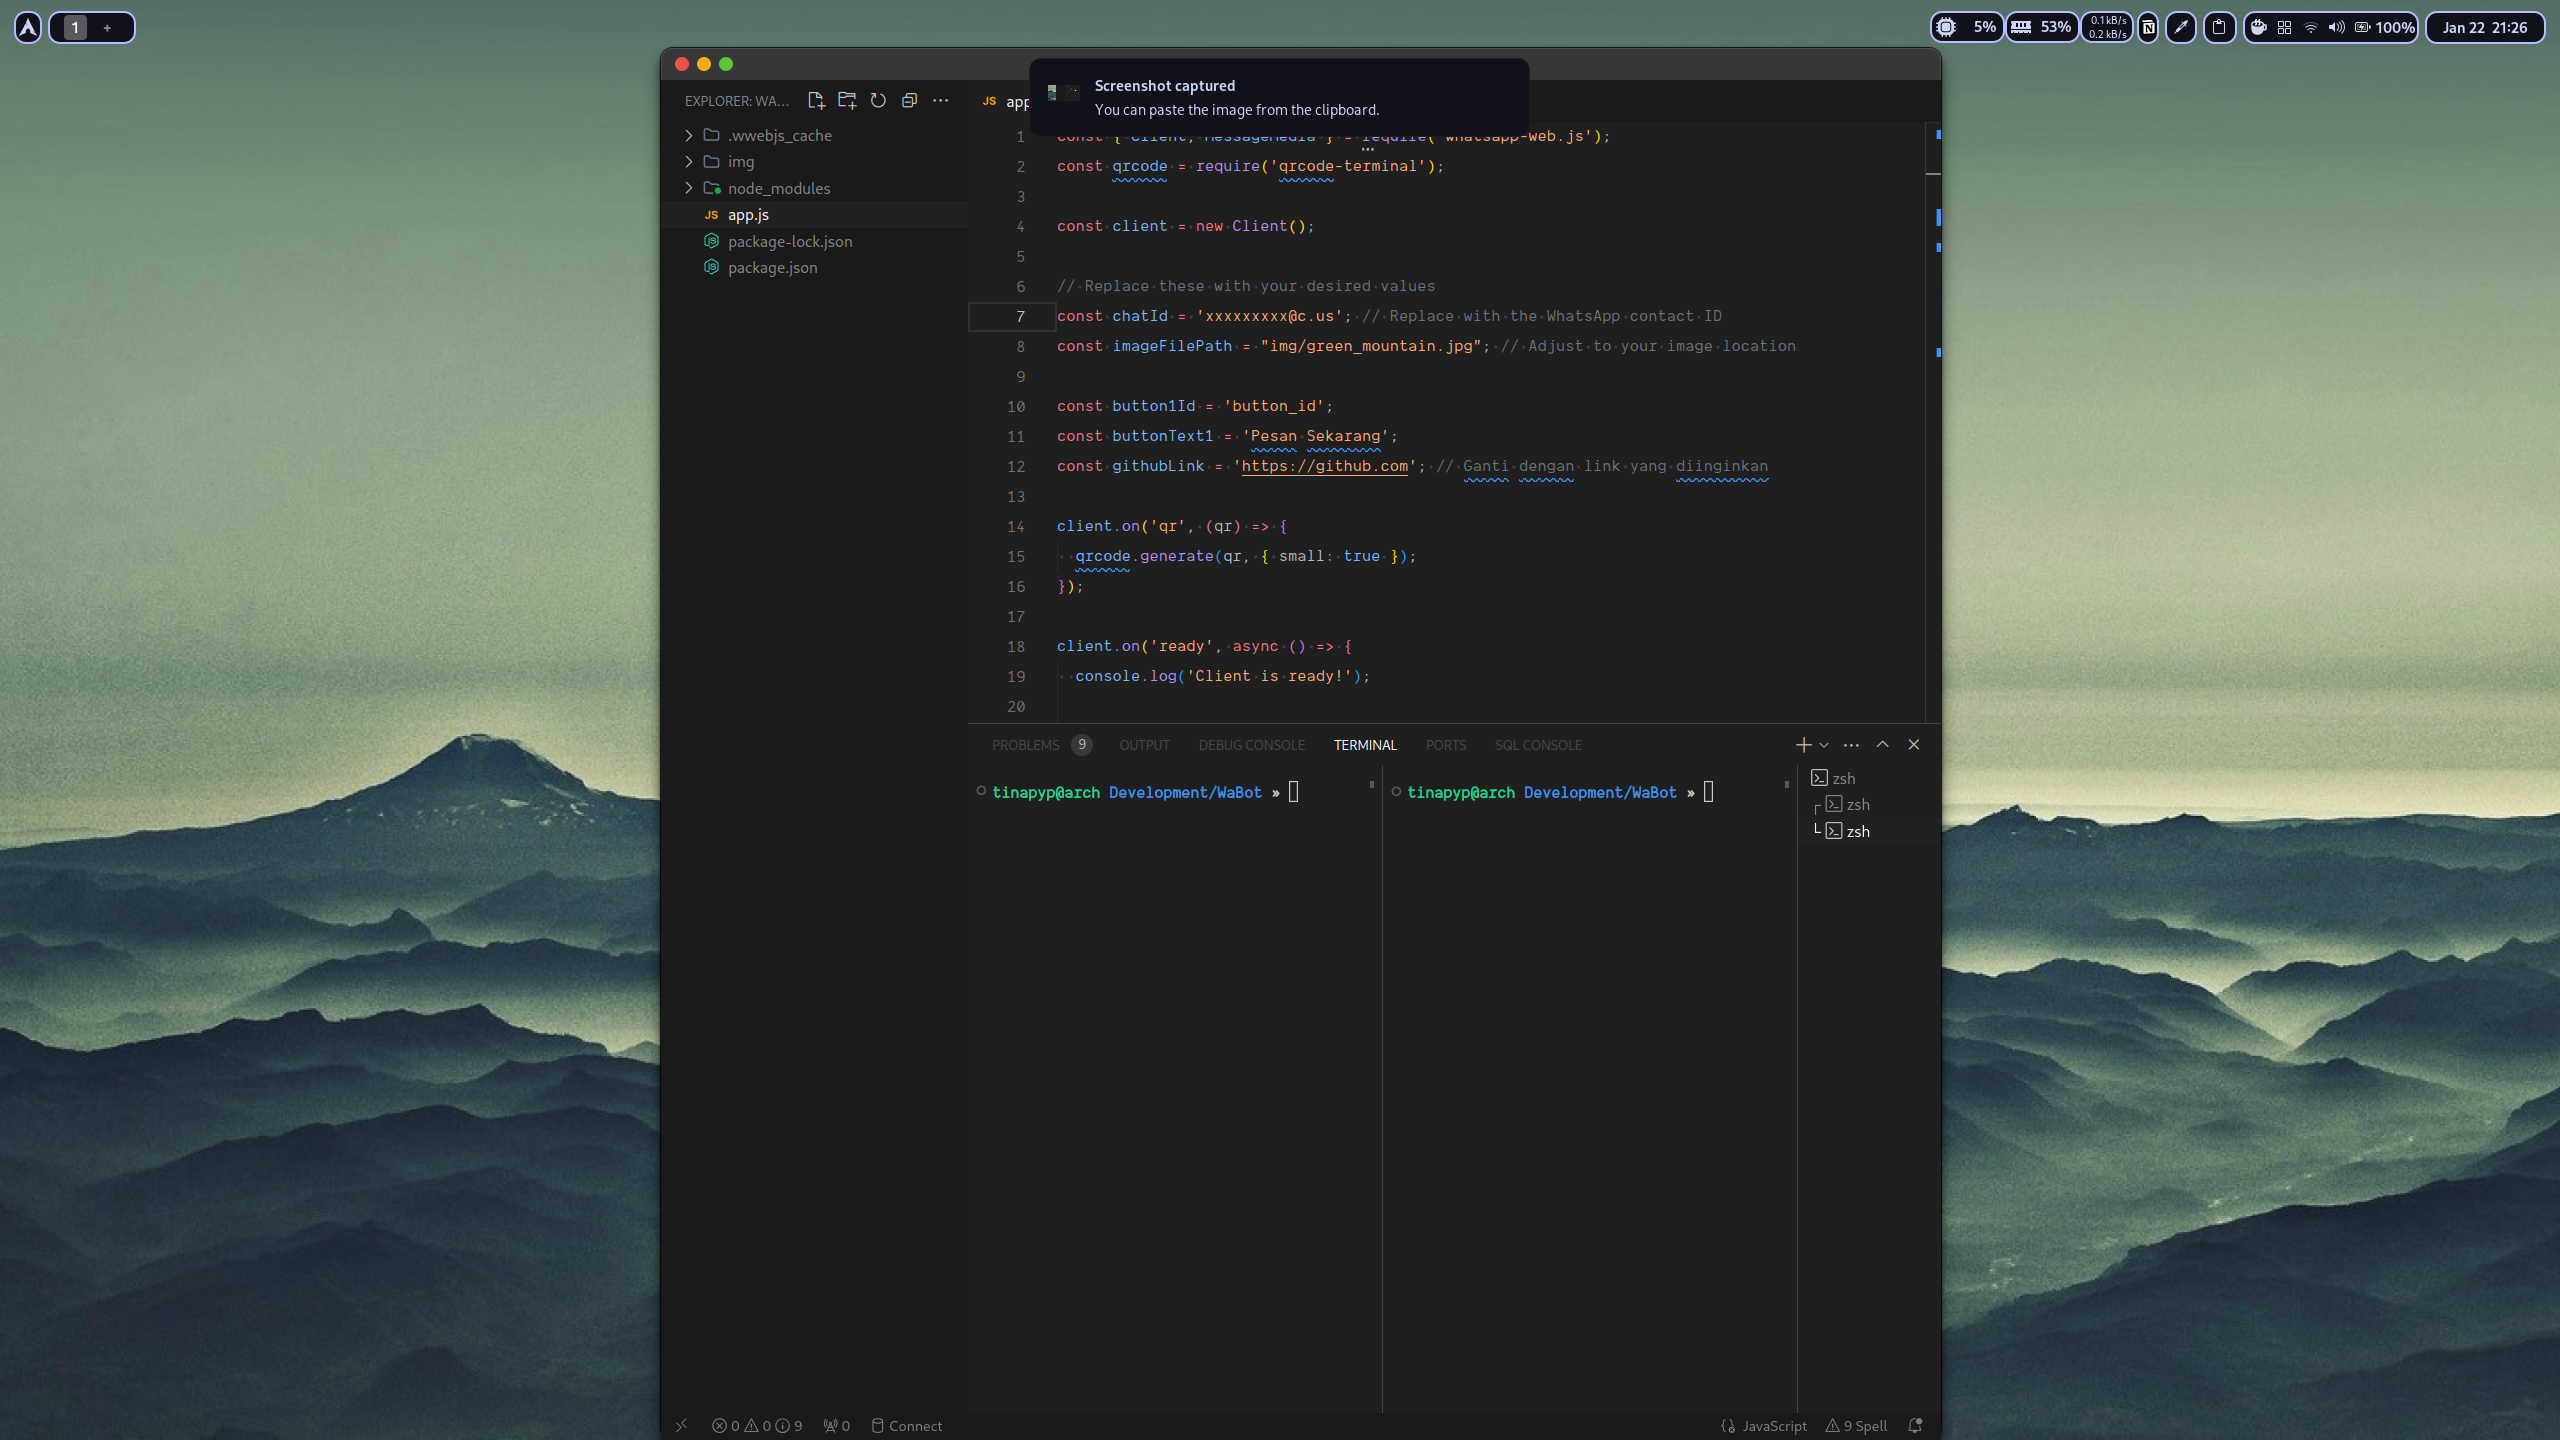 1 +
5% 53% 0.1kB/s
0.2 kB/s
100% Jan 22 21:26
Screenshot captured
You can paste the image from the clipboard.
EXPLORER: WA...
JS app
.wwebjs_cache
img
node_modules
JS app.js
package-lock.json
package.json
1 const { Client, MessageMedia } = require('whatsapp-web.js');
2 const qrcode = require('qrcode-terminal');
3
4 const client = new Client();
5
6 // Replace these with your desired values
7 const chatId = 'xxxxxxxxx@c.us'; // Replace with the WhatsApp contact ID
8 const imageFilePath = "img/green_mountain.jpg"; // Adjust to your image location
9
10 const button1Id = 'button_id';
11 const buttonText1 = 'Pesan Sekarang';
12 const githubLink = 'https://github.com'; // Ganti dengan link yang diinginkan
13
14 client.on('qr', (qr) => {
15 qrcode.generate(qr, { small: true });
16 });
17
18 client.on('ready', async () => {
19 console.log('Client is ready!');
20
PROBLEMS 9 OUTPUT DEBUG CONSOLE TERMINAL PORTS SQL CONSOLE
tinapyp@arch Development/WaBot »
tinapyp@arch Development/WaBot »
zsh
zsh
zsh
0 0 9 0 Connect
JavaScript 9 Spell